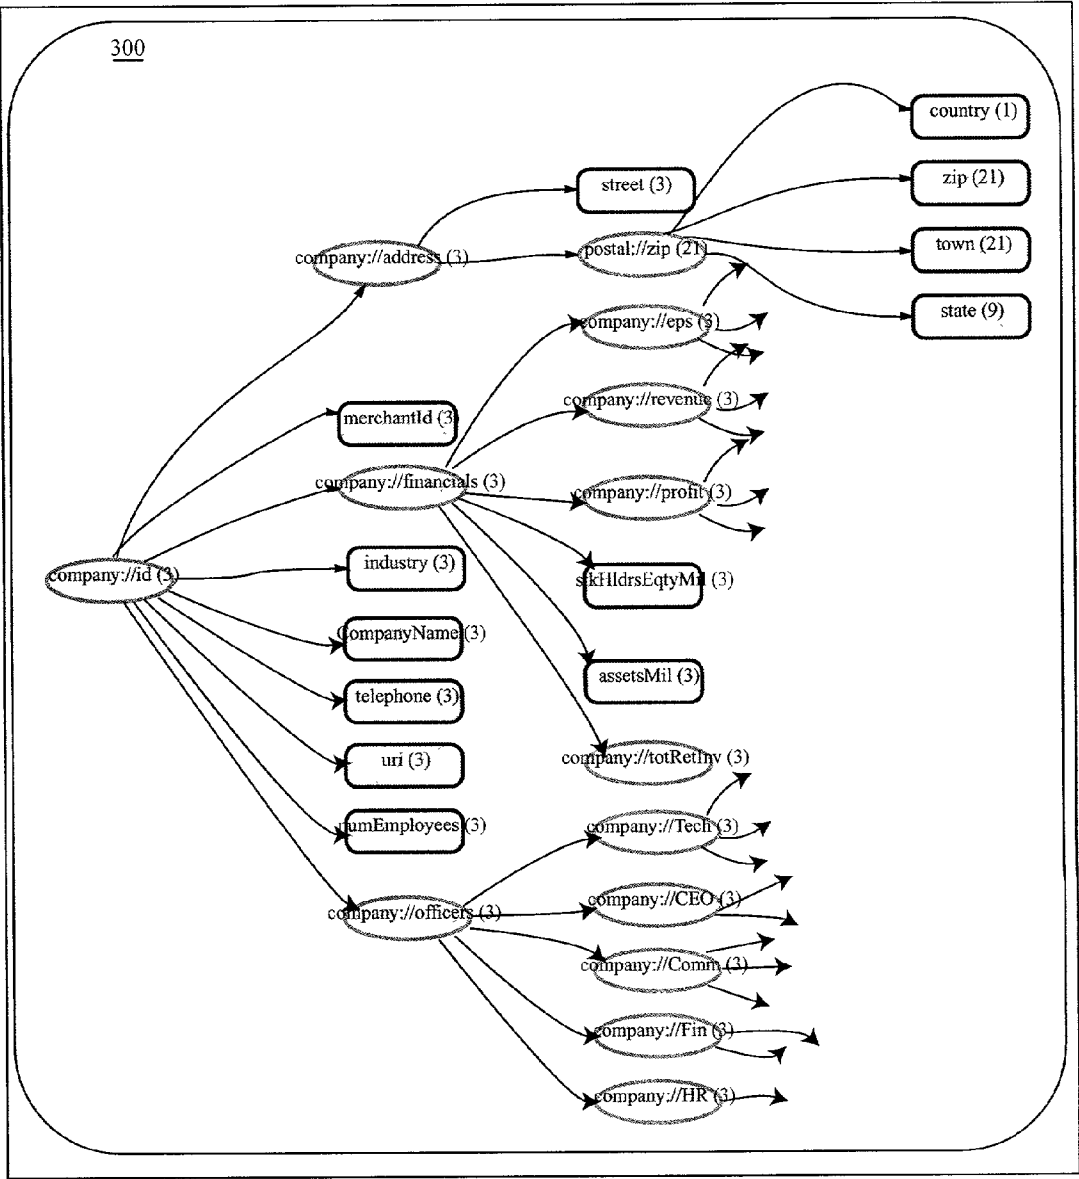 300
country (1)
street (3)
zip (21)
company://address (3)
postal://zip (21)
town (21)
state (9)
company://eps (3)
company://revenue (3)
merchantId (3)
company://financials (3)
company://profit (3)
industry (3)
company://id (3)
stkHldrsEqtyMil (3)
CompanyName (3)
assetsMil (3)
telephone (3)
uri (3)
company://totRetInv (3)
numEmployees (3)
company://Tech (3)
company://CEO (3)
company://officers (3)
company://Comm (3)
company://Fin (3)
company://HR (3)